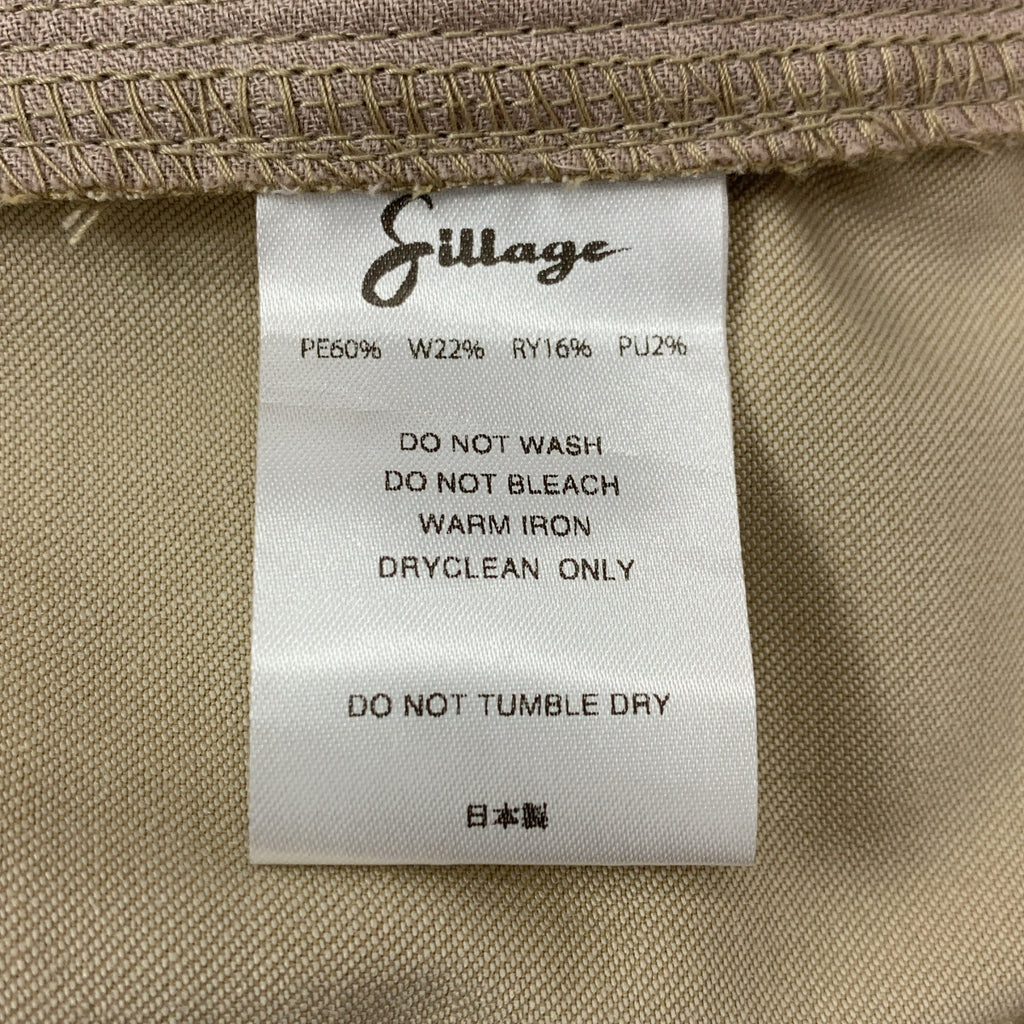 Sillage
PE60% W22% RY16% PU2%
DO NOT WASH
DO NOT BLEACH
WARM IRON
DRYCLEAN ONLY
DO NOT TUMBLE DRY
日本製